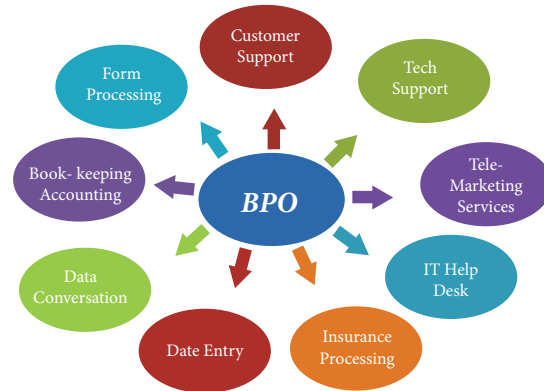 Customer
Support
Tech
Support
Tele-
Marketing
Services
IT Help
Desk
Insurance
Processing
Date Entry
Data
Conversation
Book- keeping
Accounting
Form
Processing
BPO